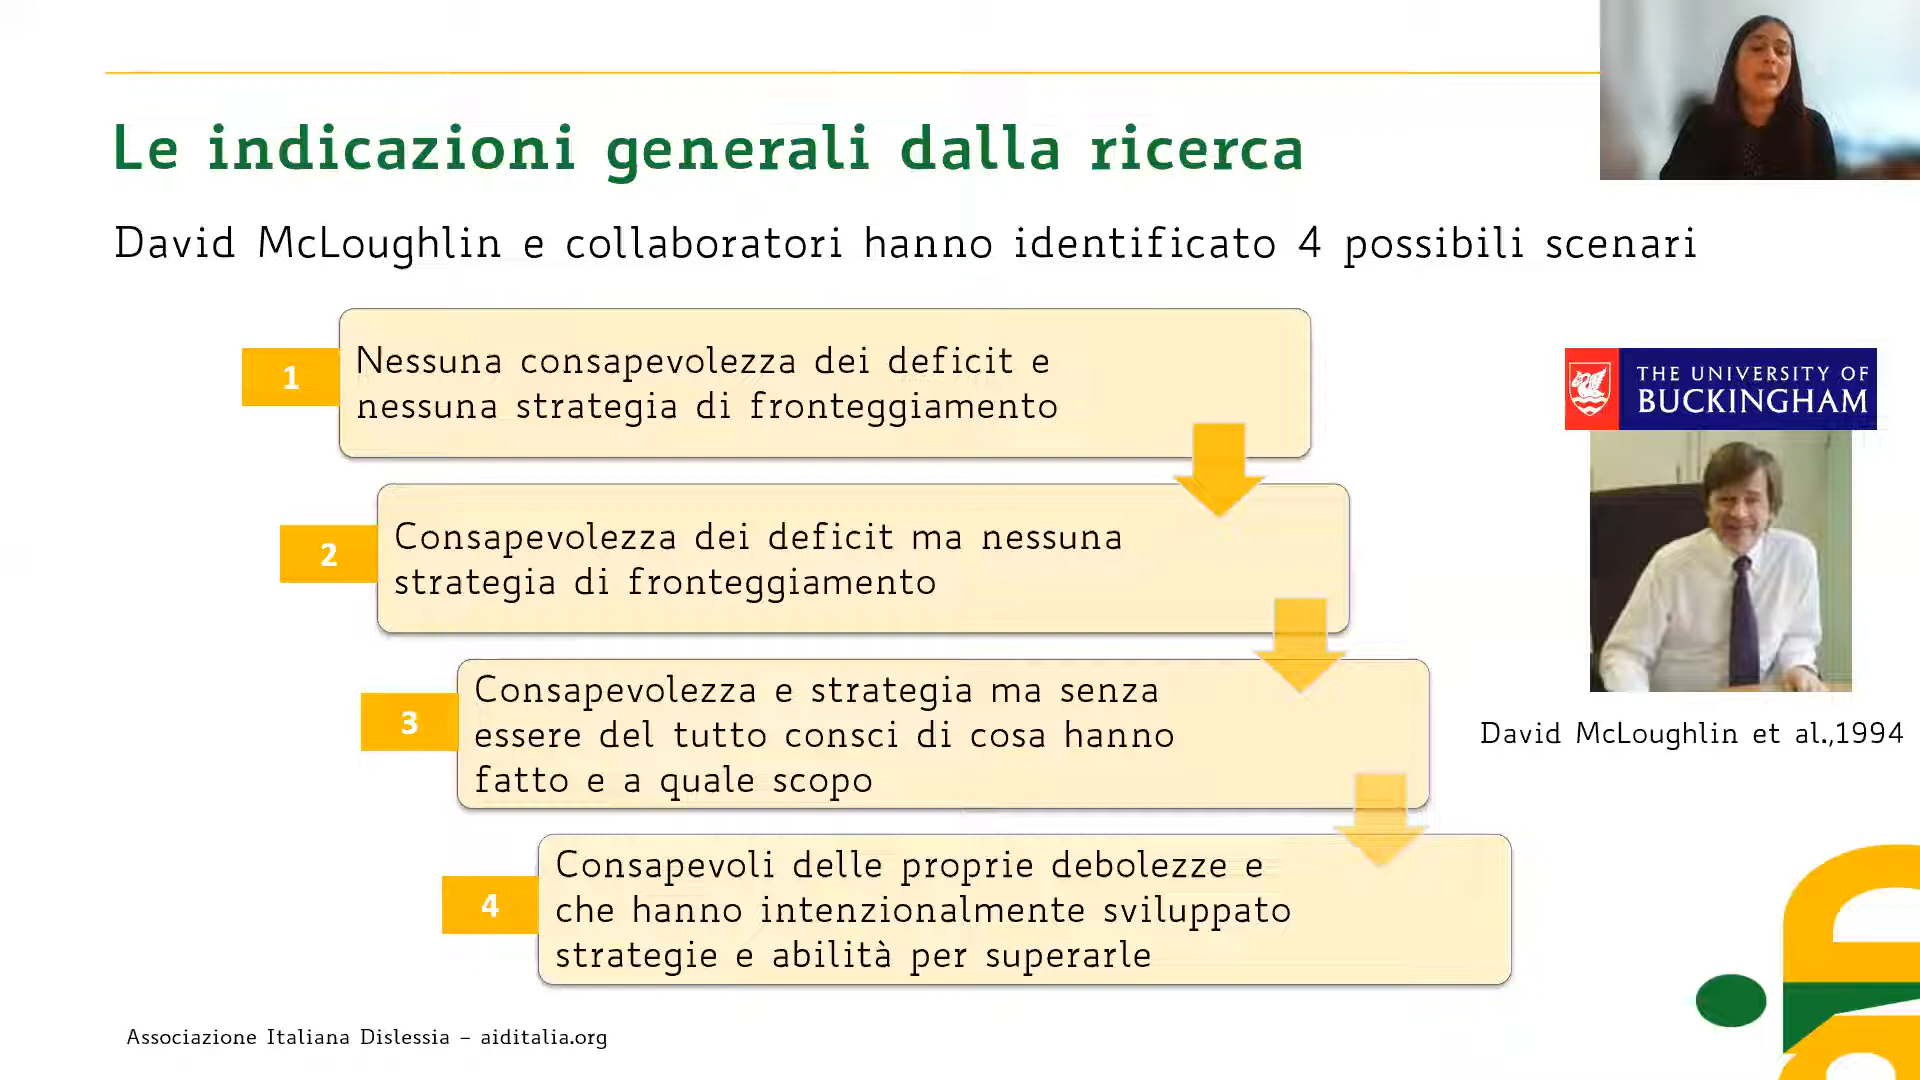 Le indicazioni generali dalla ricerca
David McLoughlin e collaboratori hanno identificato 4 possibili scenari
1
Nessuna consapevolezza dei deficit e
nessuna strategia di fronteggiamento
2
Consapevolezza dei deficit ma nessuna
strategia di fronteggiamento
3
Consapevolezza e strategia ma senza
essere del tutto consci di cosa hanno
fatto e a quale scopo
4
Consapevoli delle proprie debolezze e
che hanno intenzionalmente sviluppato
strategie e abilità per superarle
THE UNIVERSITY OF
BUCKINGHAM
David McLoughlin et al.,1994
Associazione Italiana Dislessia – aiditalia.org